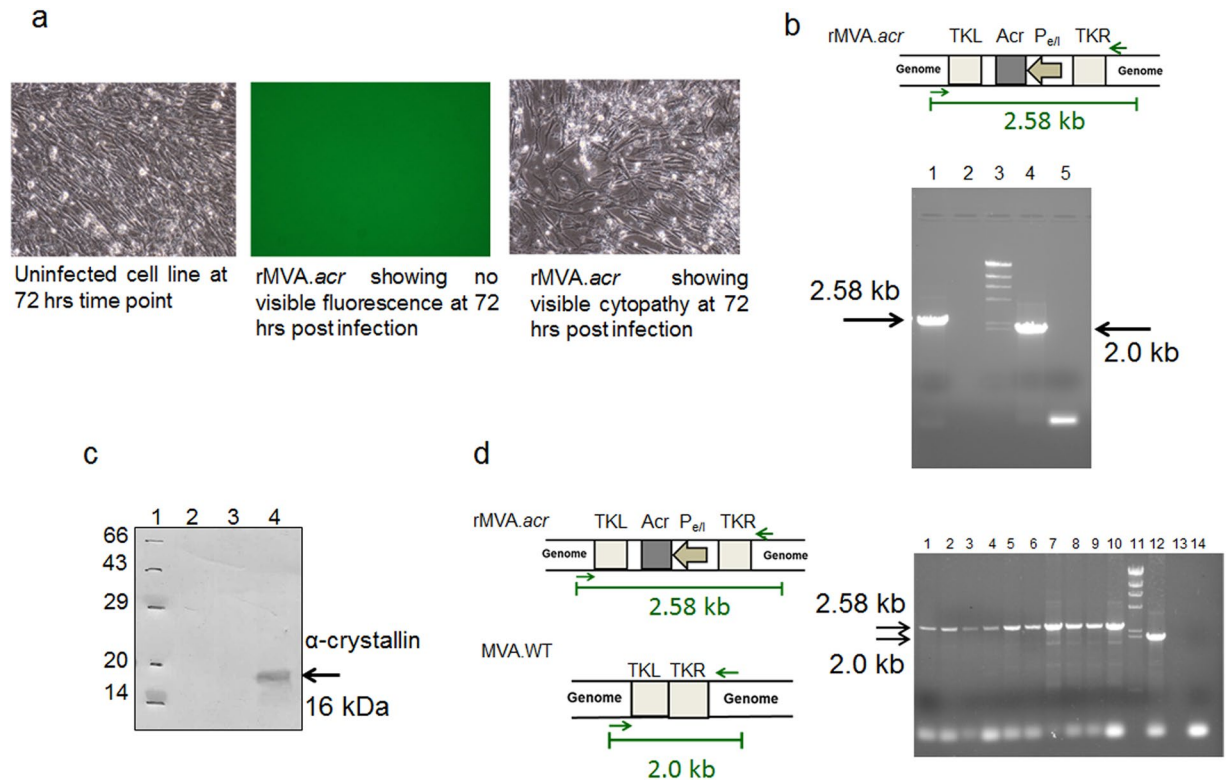 a
Uninfected cell line at
72 hrs time point
rMVA.acr showing no
visible fluorescence at 72
hrs post infection
rMVA.acr showing
visible cytopathy at 72
hrs post infection
b
rMVA.acr
TKL Acr Pe/l TKR
Genome Genome
2.58 kb
1 2 3 4 5
2.58 kb
2.0 kb
c
1 2 3 4
66
43
29
20
14
α-crystallin
16 kDa
d
rMVA.acr
TKL Acr Pe/l TKR
Genome Genome
2.58 kb
MVA.WT
TKL TKR
Genome Genome
2.0 kb
1 2 3 4 5 6 7 8 9 10 11 12 13 14
2.58 kb
2.0 kb